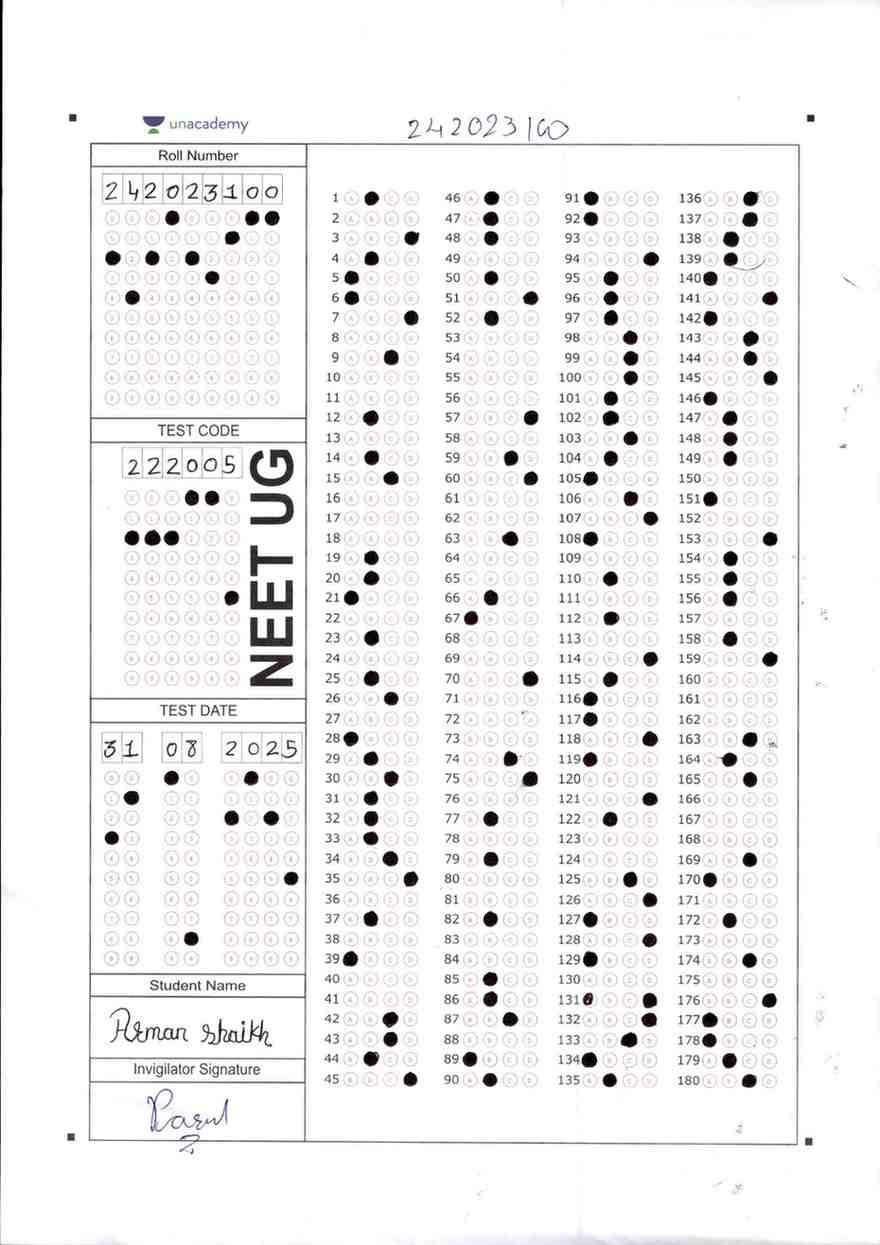 unacademy
242023100
Roll Number
242023100
TEST CODE
222005
NEET UG
TEST DATE
31 08 2025
Student Name
Arman Shaikh
Invigilator Signature
1 46 91 136
2 47 92 137
3 48 93 138
4 49 94 139
5 50 95 140
6 51 96 141
7 52 97 142
8 53 98 143
9 54 99 144
10 55 100 145
11 56 101 146
12 57 102 147
13 58 103 148
14 59 104 149
15 60 105 150
16 61 106 151
17 62 107 152
18 63 108 153
19 64 109 154
20 65 110 155
21 66 111 156
22 67 112 157
23 68 113 158
24 69 114 159
25 70 115 160
26 71 116 161
27 72 117 162
28 73 118 163
29 74 119 164
30 75 120 165
31 76 121 166
32 77 122 167
33 78 123 168
34 79 124 169
35 80 125 170
36 81 126 171
37 82 127 172
38 83 128 173
39 84 129 174
40 85 130 175
41 86 131 176
42 87 132 177
43 88 133 178
44 89 134 179
45 90 135 180